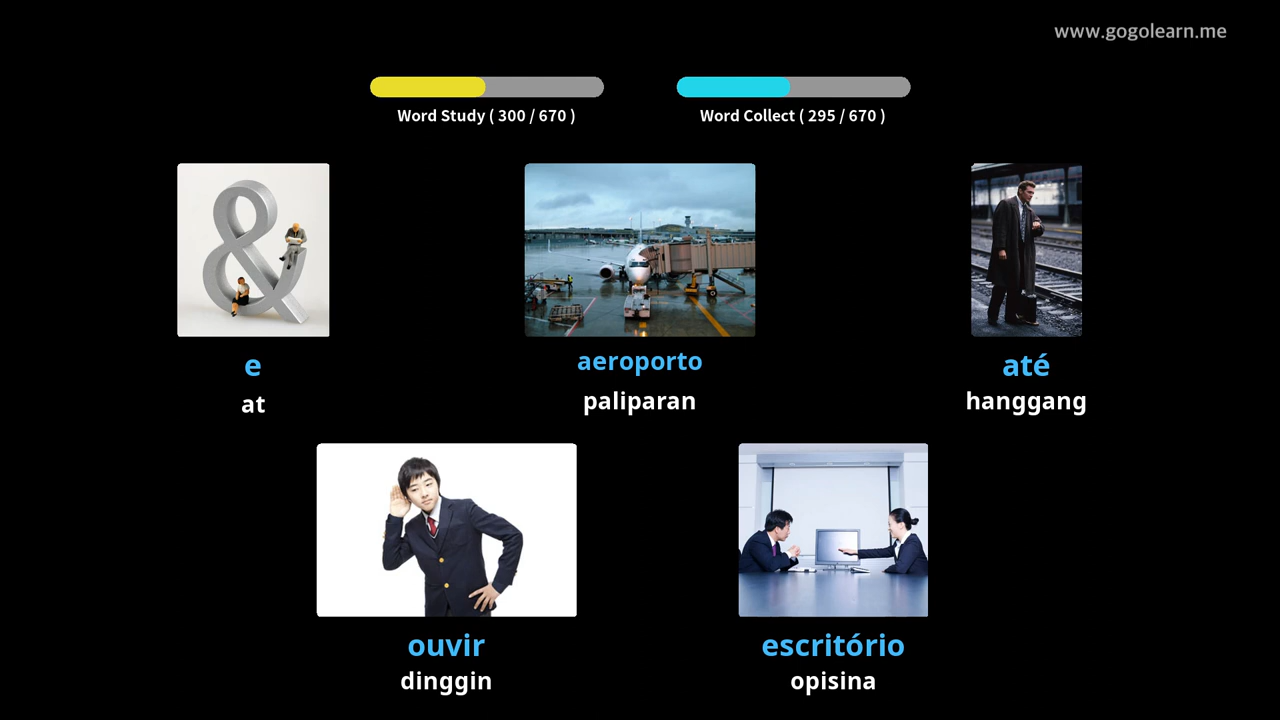 www.gogolearn.me
Word Study ( 300 / 670 )
Word Collect ( 295 / 670 )
&
e
at
aeroporto
paliparan
até
hanggang
ouvir
dinggin
escritório
opisina